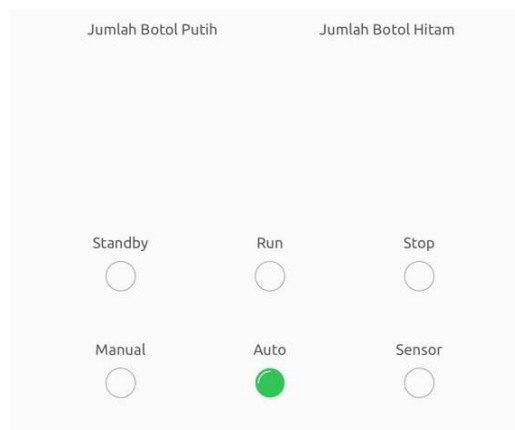 Jumlah Botol Putih Jumlah Botol Hitam
Standby Run Stop
Manual Auto Sensor